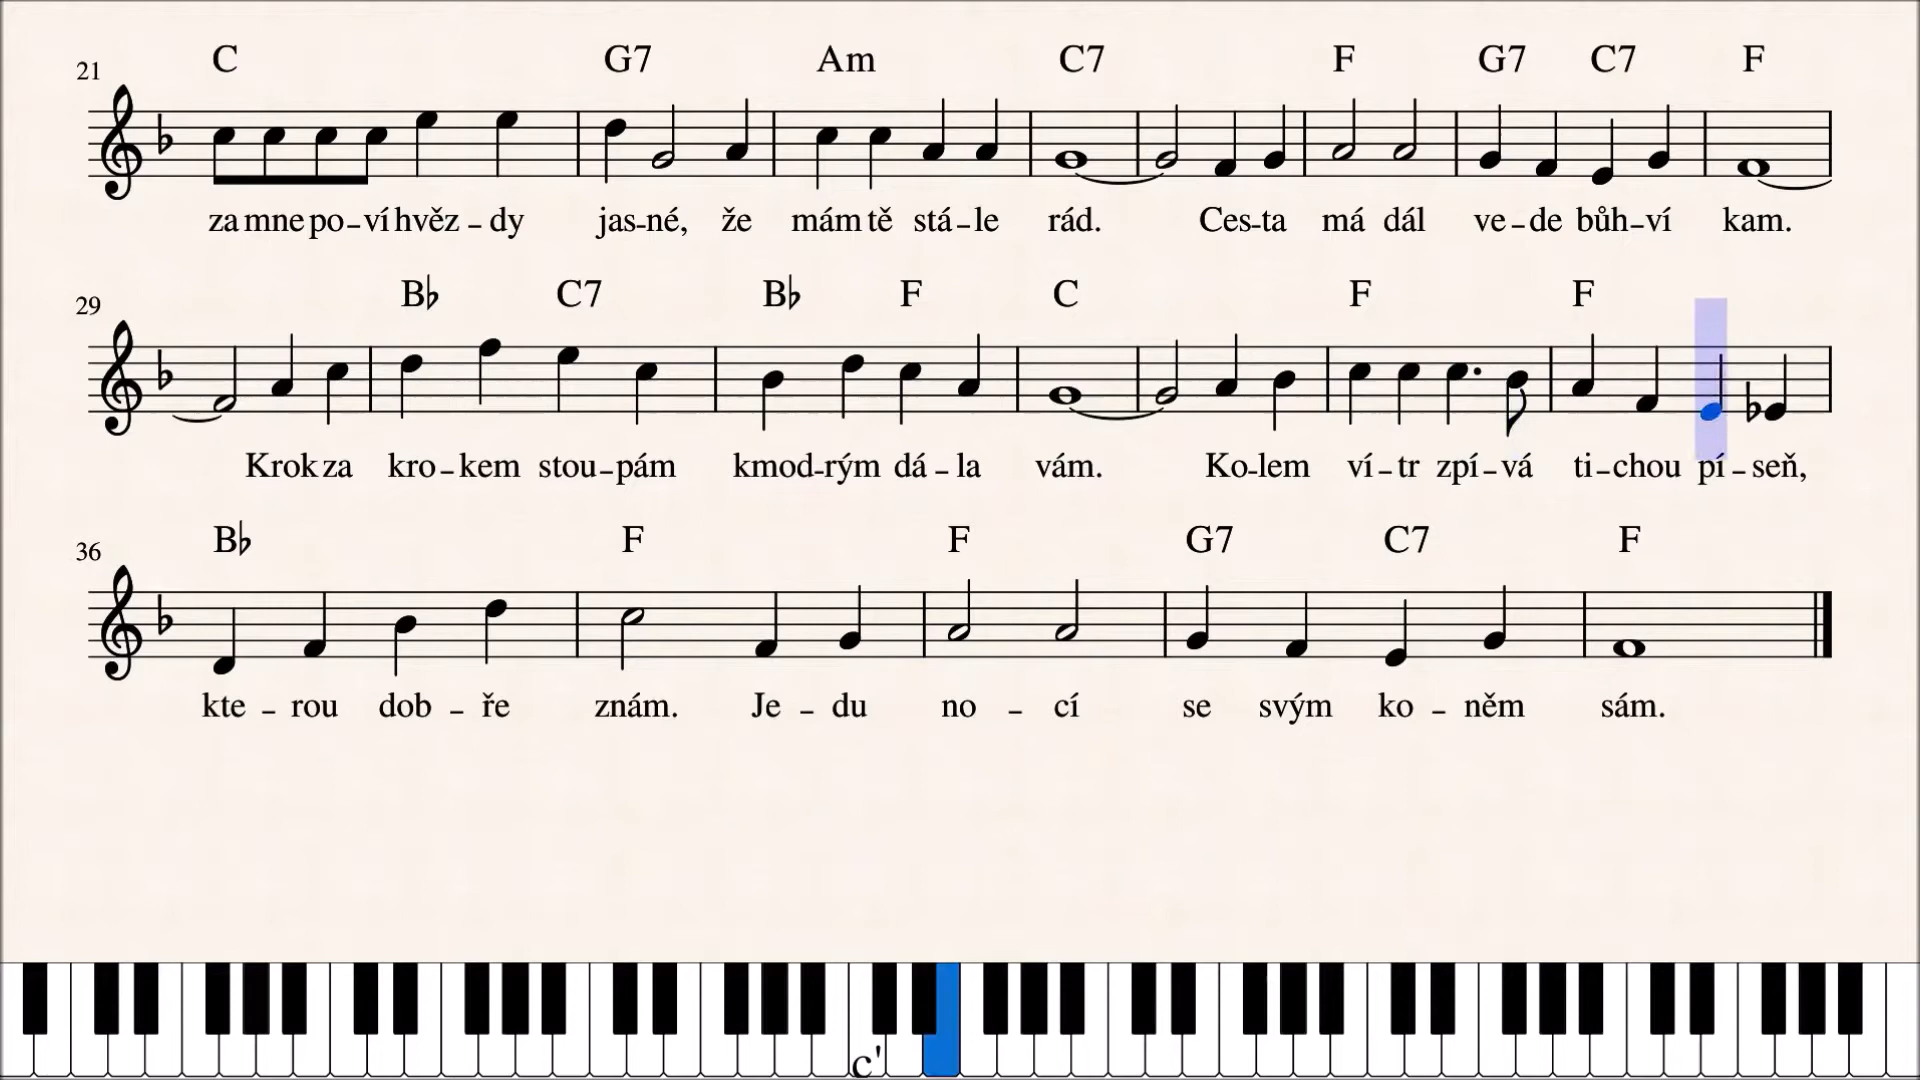 C G7 Am C7 F G7 C7 F
21
za mne po–ví hvěz–dy jas–né, že mám tě stá–le rád. Ces–ta má dál ve–de bůh–ví kam.
B♭ C7 B♭ F C F F
29
Krok za kro–kem stou–pám kmod–rým dá–la vám. Ko–lem ví–tr zpí–vá ti–chou pí–seň,
B♭ F F G7 C7 F
36
kte–rou dob–ře znám. Je–du no–cí se svým ko–něm sám.
c'